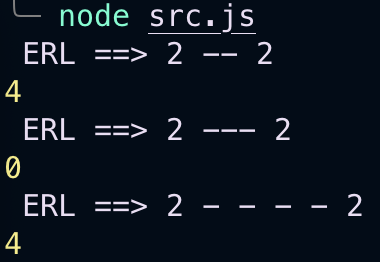 node src.js
ERL ==> 2 -- 2
4
ERL ==> 2 --- 2
0
ERL ==> 2 - - - - 2
4